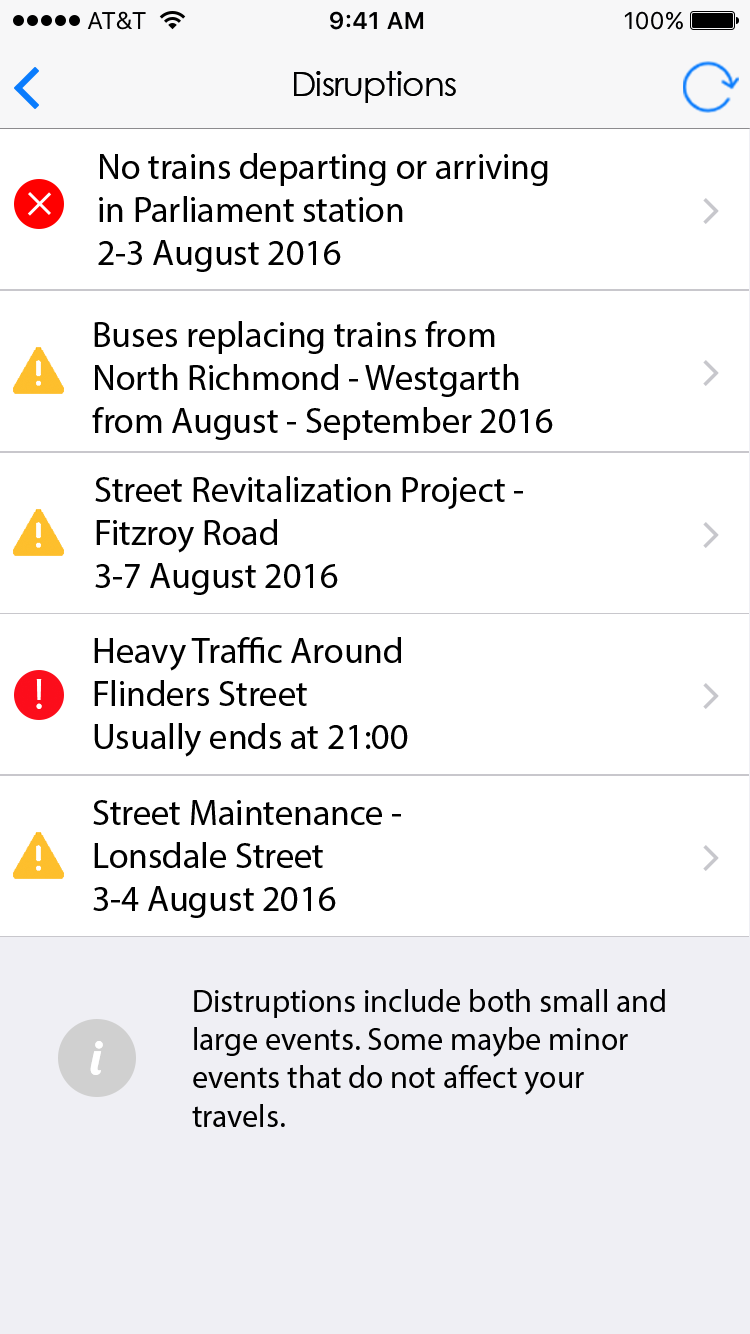 AT&T 9:41 AM 100%
Disruptions
No trains departing or arriving
in Parliament station
2-3 August 2016
Buses replacing trains from
North Richmond - Westgarth
from August - September 2016
Street Revitalization Project -
Fitzroy Road
3-7 August 2016
Heavy Traffic Around
Flinders Street
Usually ends at 21:00
Street Maintenance -
Lonsdale Street
3-4 August 2016
Distruptions include both small and
large events. Some maybe minor
events that do not affect your
travels.